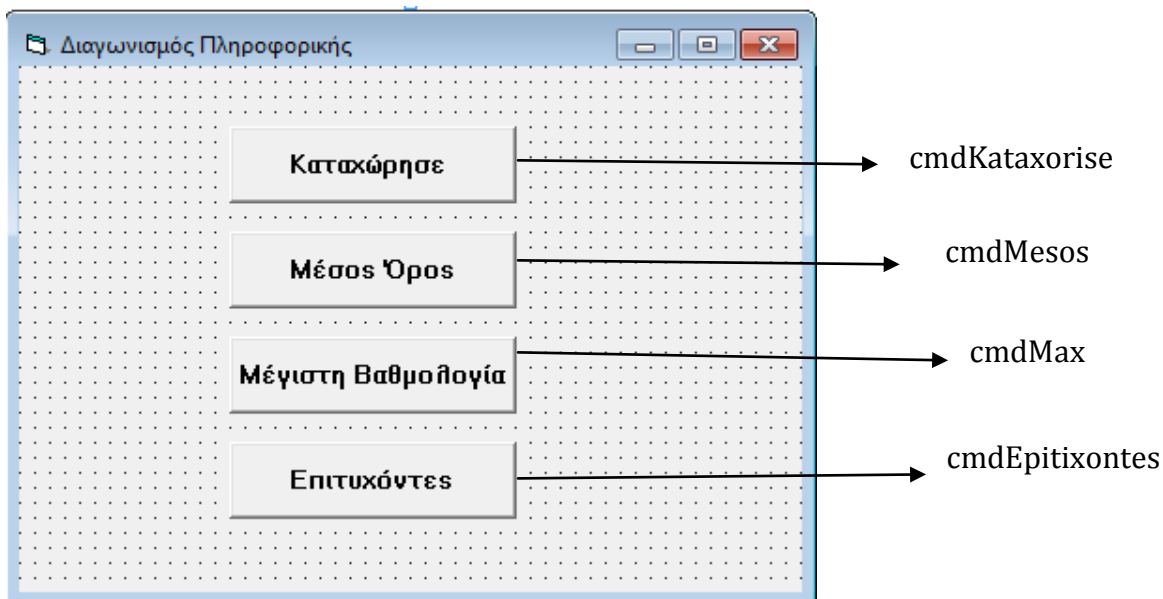 Διαγωνισμός Πληροφορικής
Καταχώρησε
cmdKataxorise
Μέσος Όρος
cmdMesos
Μέγιστη Βαθμολογία
cmdMax
Επιτυχόντες
cmdEpitixontes